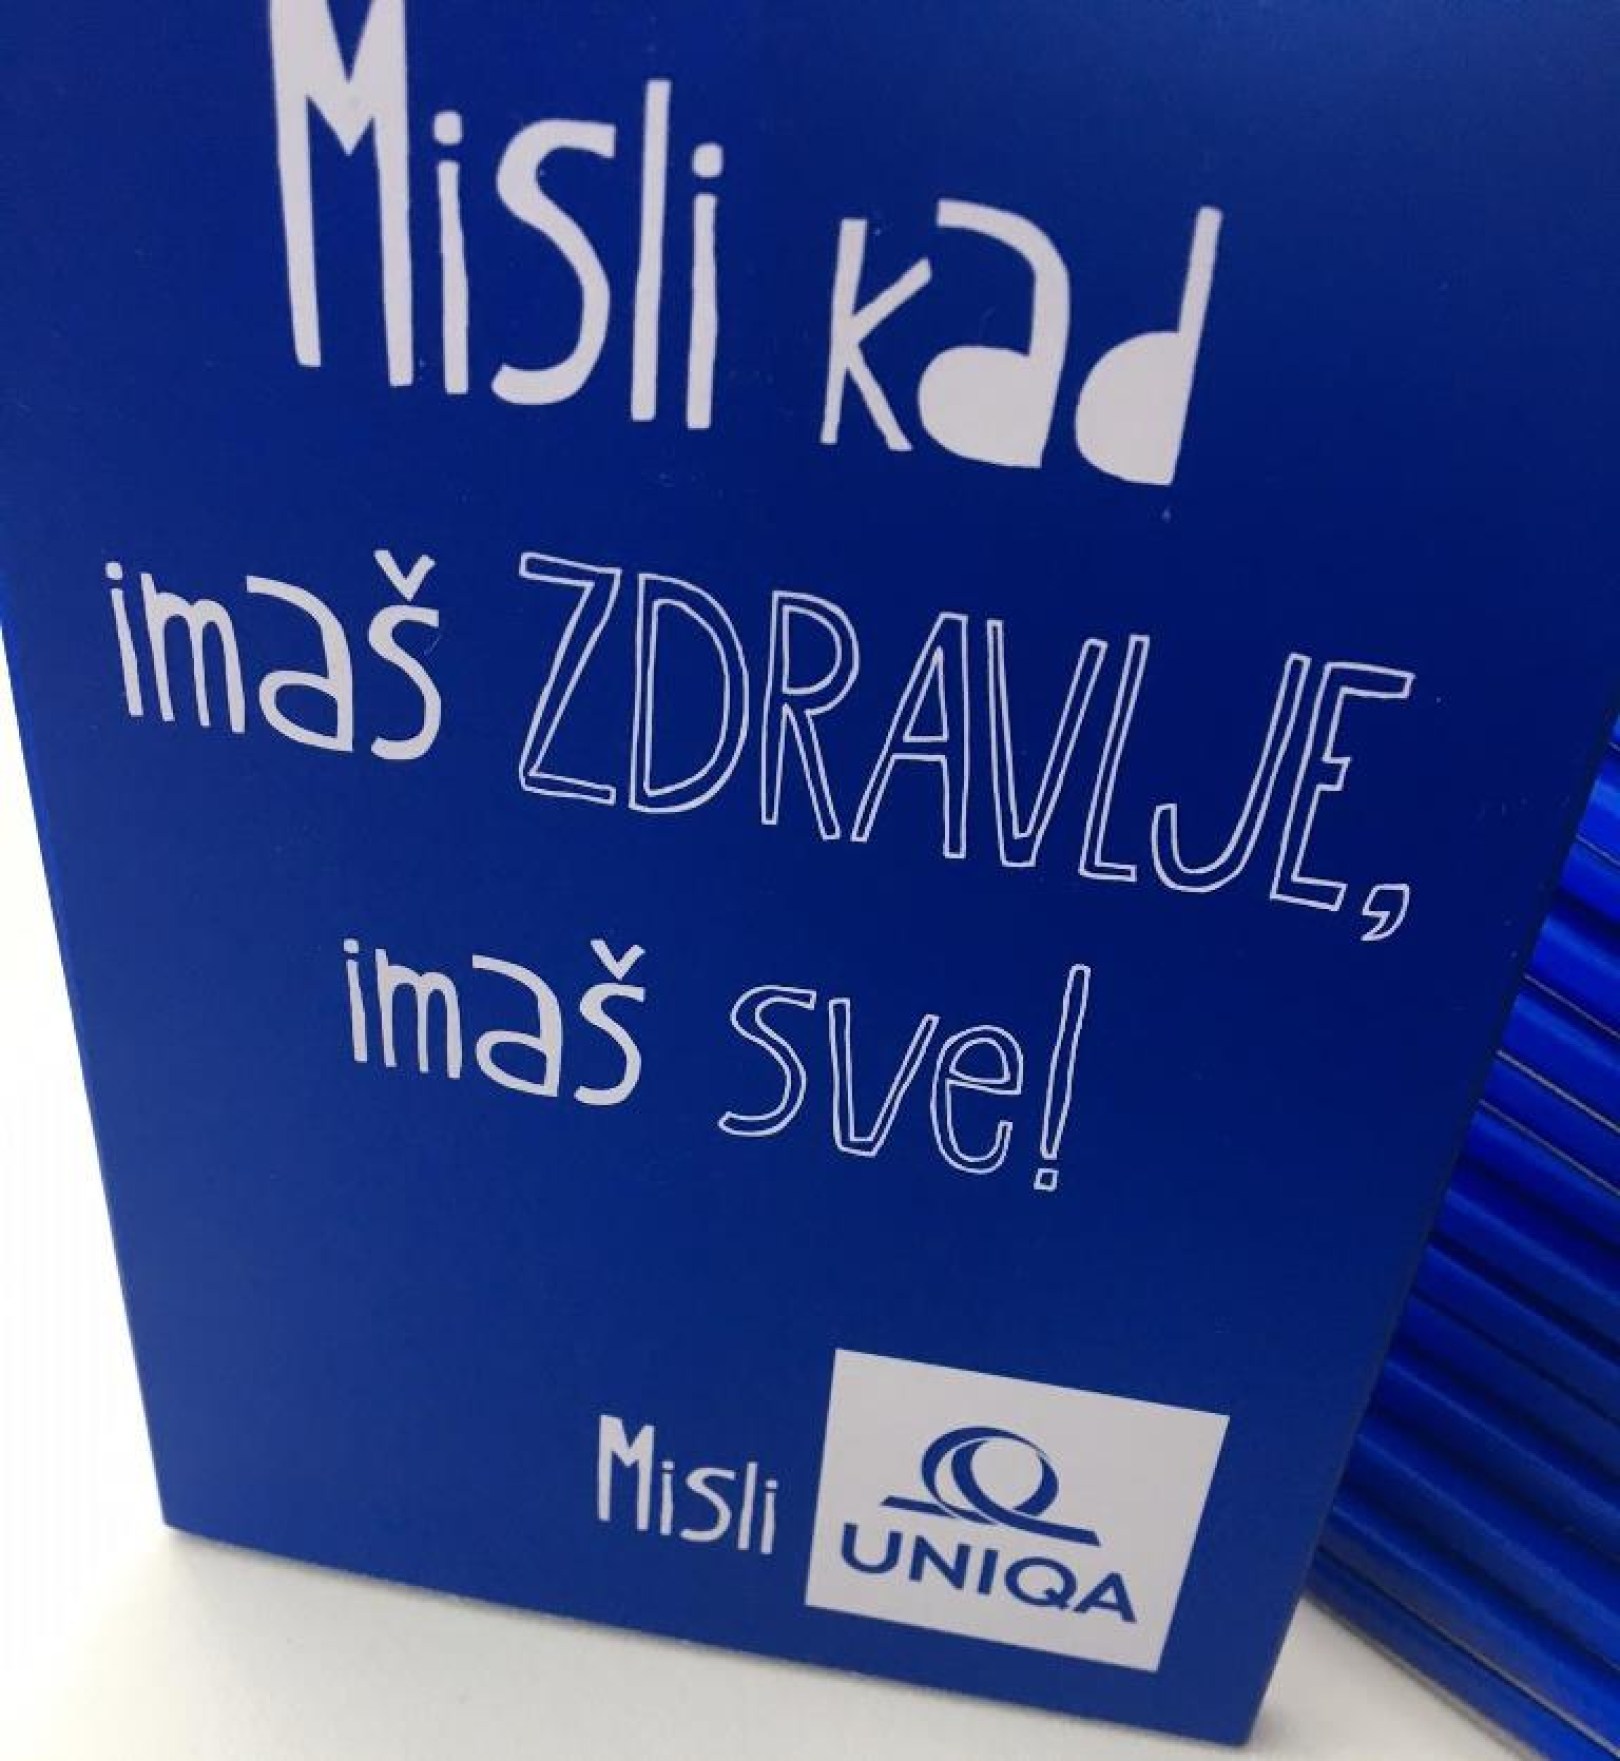 Misli kad
imaš ZDRAVLJE,
imaš sve!
Misli
UNIQA